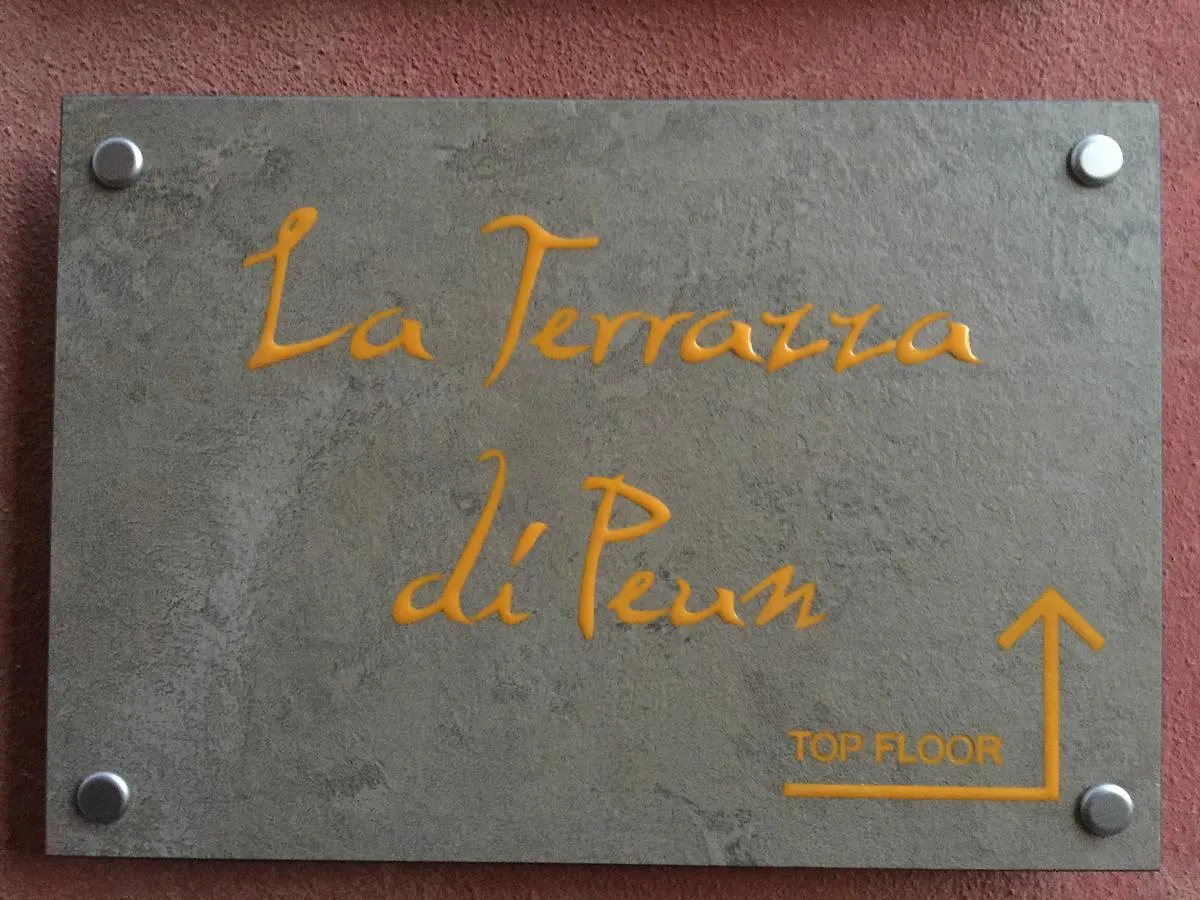 La Terrazza
di Peun
TOP FLOOR